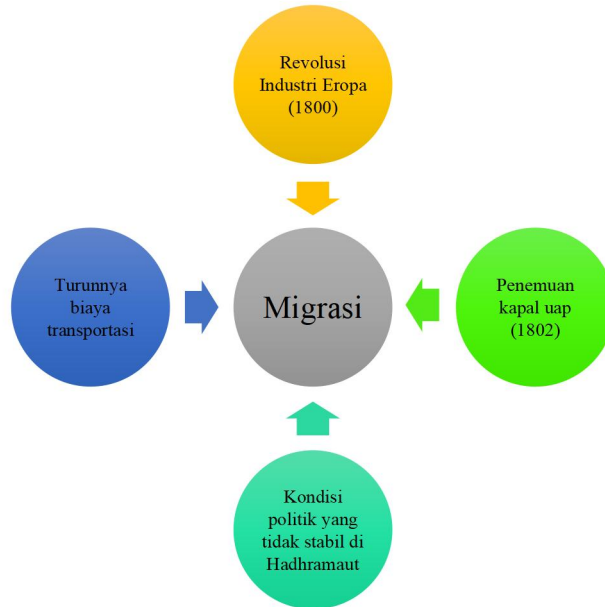 Revolusi
Industri Eropa
(1800)
Turunnya
biaya
transportasi
Migrasi
Penemuan
kapal uap
(1802)
Kondisi
politik yang
tidak stabil di
Hadhramaut